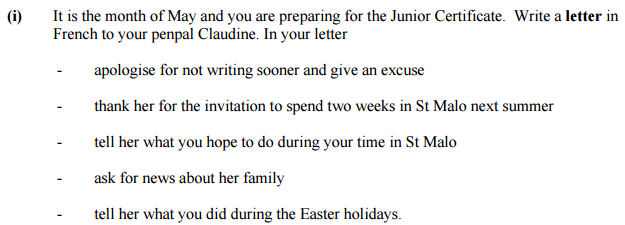 (i) It is the month of May and you are preparing for the Junior Certificate. Write a letter in
French to your penpal Claudine. In your letter
- apologise for not writing sooner and give an excuse
- thank her for the invitation to spend two weeks in St Malo next summer
- tell her what you hope to do during your time in St Malo
- ask for news about her family
- tell her what you did during the Easter holidays.